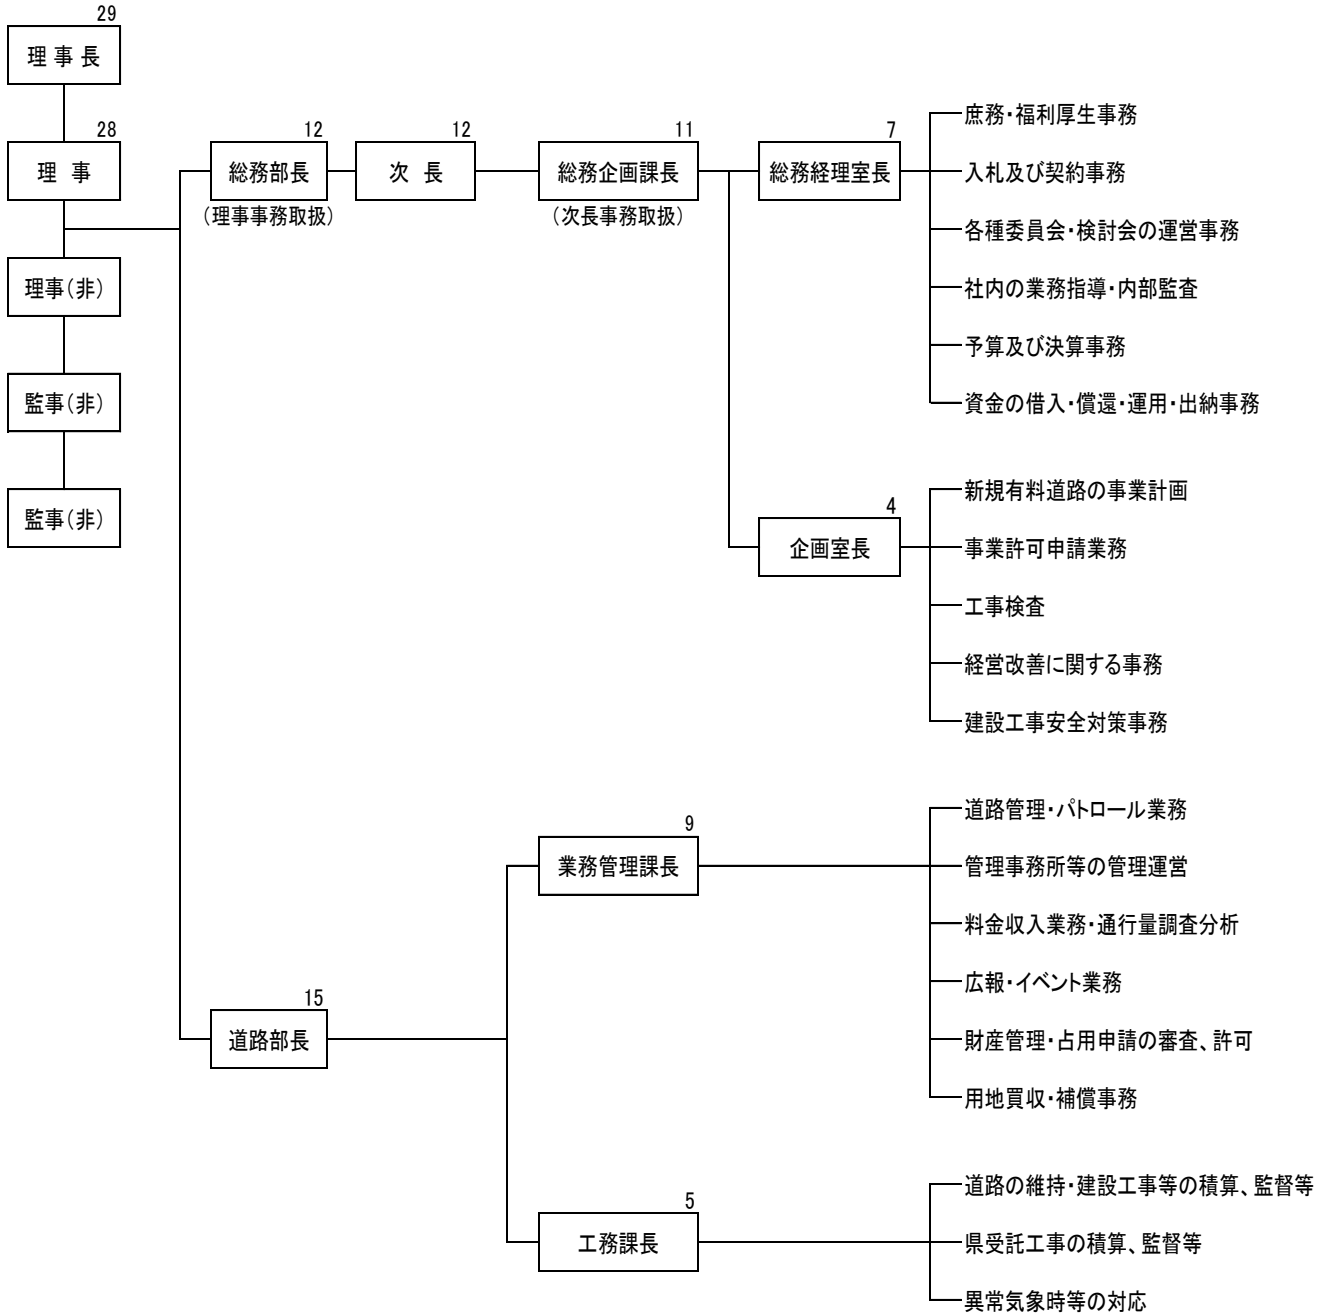 29
理事長
28
理事
理事(非)
監事(非)
監事(非)
12
総務部長
(理事事務取扱)
12
次長
11
総務企画課長
(次長事務取扱)
7
総務経理室長
庶務・福利厚生事務
入札及び契約事務
各種委員会・検討会の運営事務
社内の業務指導・内部監査
予算及び決算事務
資金の借入・償還・運用・出納事務
4
企画室長
新規有料道路の事業計画
事業許可申請業務
工事検査
経営改善に関する事務
建設工事安全対策事務
15
道路部長
9
業務管理課長
道路管理・パトロール業務
管理事務所等の管理運営
料金収入業務・通行量調査分析
広報・イベント業務
財産管理・占用申請の審査、許可
用地買収・補償事務
5
工務課長
道路の維持・建設工事等の積算、監督等
県受託工事の積算、監督等
異常気象時等の対応